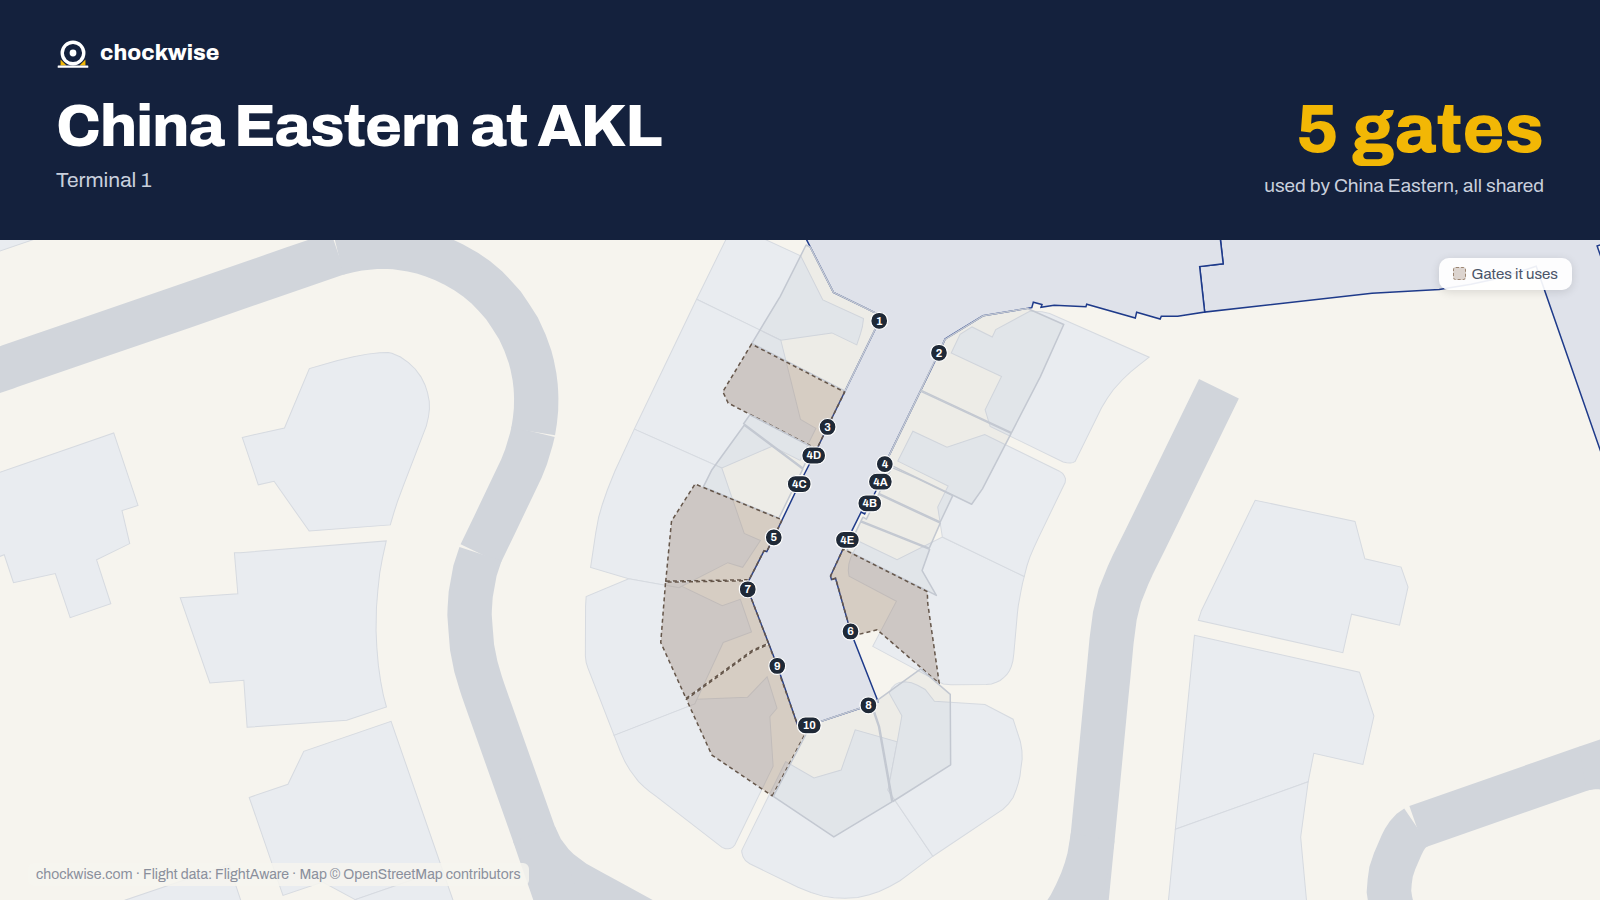 chockwise
China Eastern at AKL
Terminal 1
5 gates
used by China Eastern, all shared
Gates it uses
1
2
3
4D
4
4A
4C
4B
5
4E
7
6
9
8
10
chockwise.com · Flight data: FlightAware · Map © OpenStreetMap contributors